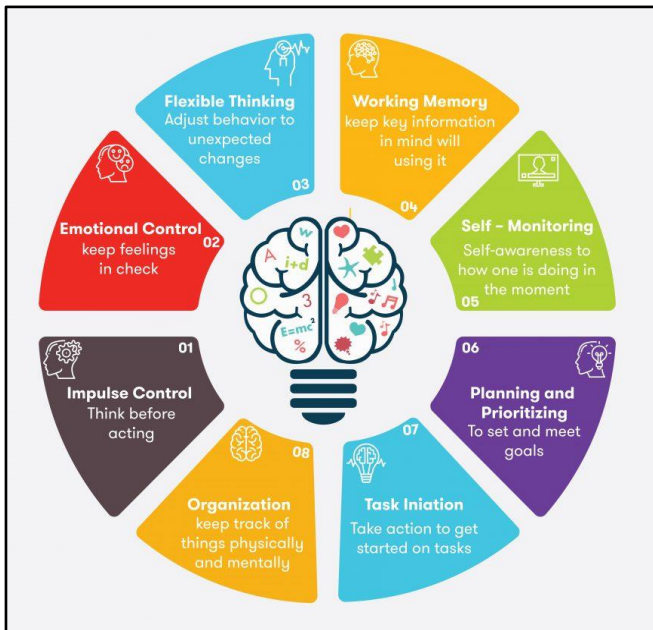 01
Impulse Control
Think before
acting
02
Emotional Control
keep feelings
in check
03
Flexible Thinking
Adjust behavior to
unexpected
changes
04
Working Memory
keep key information
in mind will
using it
05
Self - Monitoring
Self-awareness to
how one is doing in
the moment
06
Planning and
Prioritizing
To set and meet
goals
07
Task Iniation
Take action to get
started on tasks
08
Organization
keep track of
things physically
and mentally
W
A
i+d
3
E=mc²
%